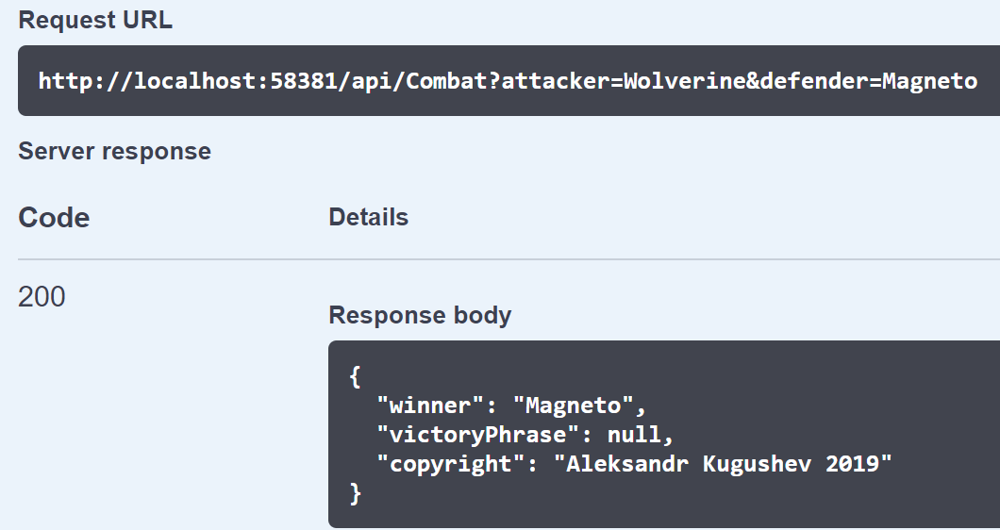 Request URL
http://localhost:58381/api/Combat?attacker=Wolverine&defender=Magneto
Server response
Code Details
200
Response body
{
"winner": "Magneto",
"victoryPhrase": null,
"copyright": "Aleksandr Kugushev 2019"
}